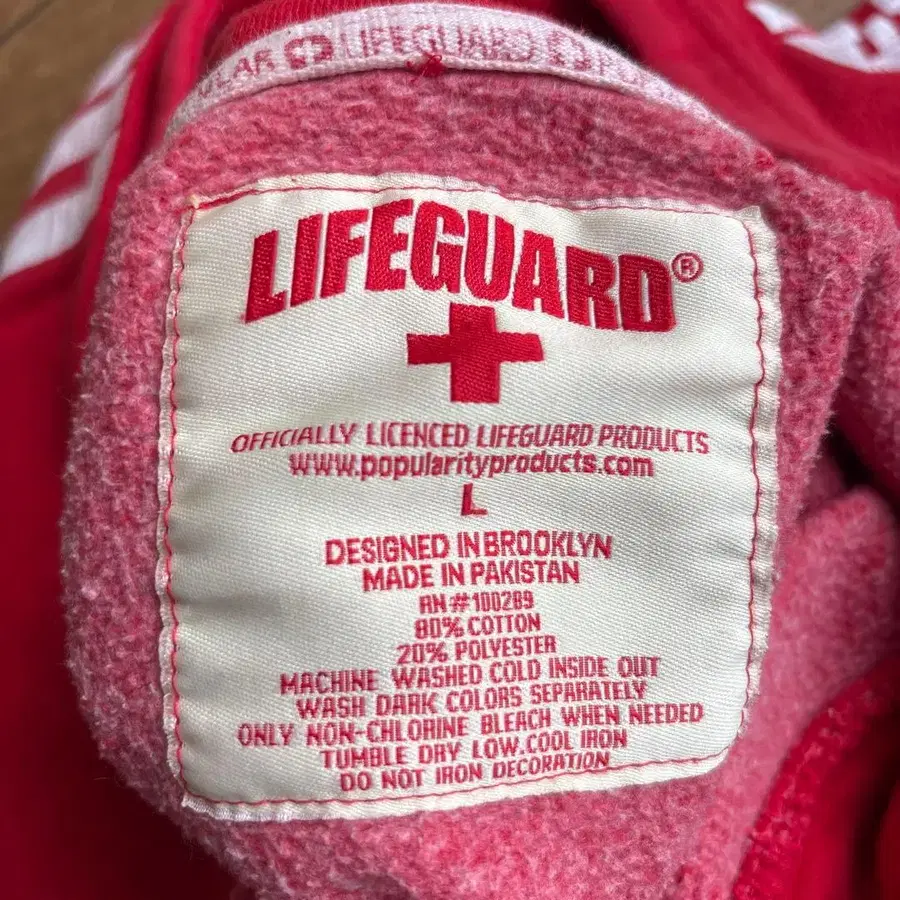 LIFEGUARD
LIFEGUARD®
OFFICIALLY LICENCED LIFEGUARD PRODUCTS
www.popularityproducts.com
L
DESIGNED IN BROOKLYN
MADE IN PAKISTAN
RN#100289
80% COTTON
20% POLYESTER
MACHINE WASHED COLD INSIDE OUT
WASH DARK COLORS SEPARATELY
ONLY NON-CHLORINE BLEACH WHEN NEEDED
TUMBLE DRY LOW.COOL IRON
DO NOT IRON DECORATION